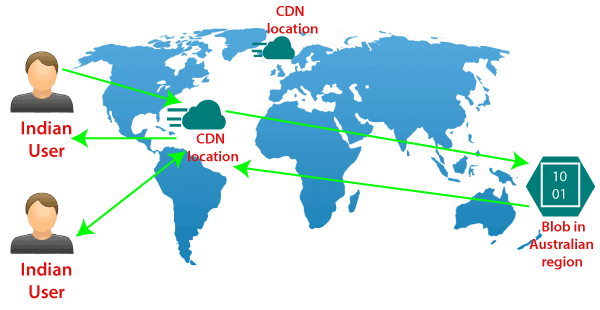 CDN
location
Indian
User
CDN
location
10
01
Blob in
Australian
region
Indian
User